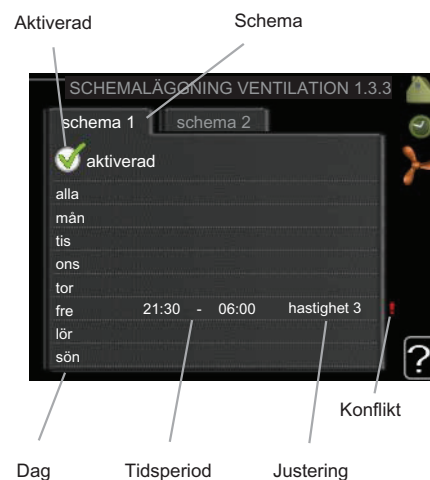 Aktiverad Schema
SCHEMALÄGGNING VENTILATION 1.3.3
schema 1 schema 2
aktiverad
alla
mån
tis
ons
tor
fre 21:30 - 06:00 hastighet 3 !
lör
sön
?
Konflikt
Dag Tidsperiod Justering